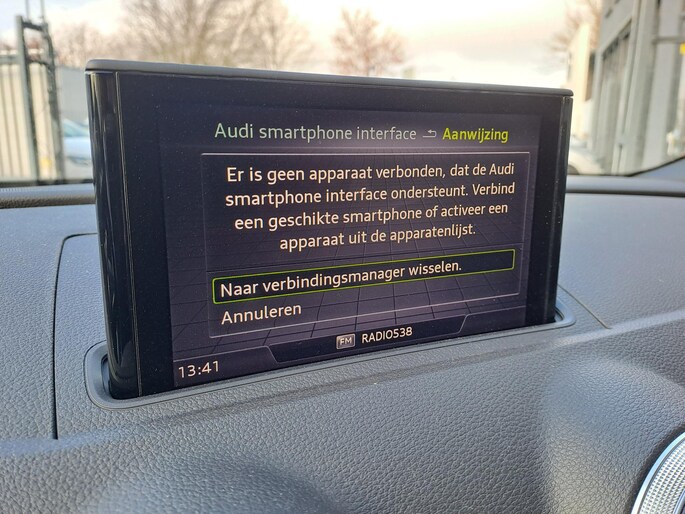 Audi smartphone interface Aanwijzing
Er is geen apparaat verbonden, dat de Audi
smartphone interface ondersteunt. Verbind
een geschikte smartphone of activeer een
apparaat uit de apparatenlijst.
Naar verbindingsmanager wisselen.
Annuleren
FM RADIO538
13:41